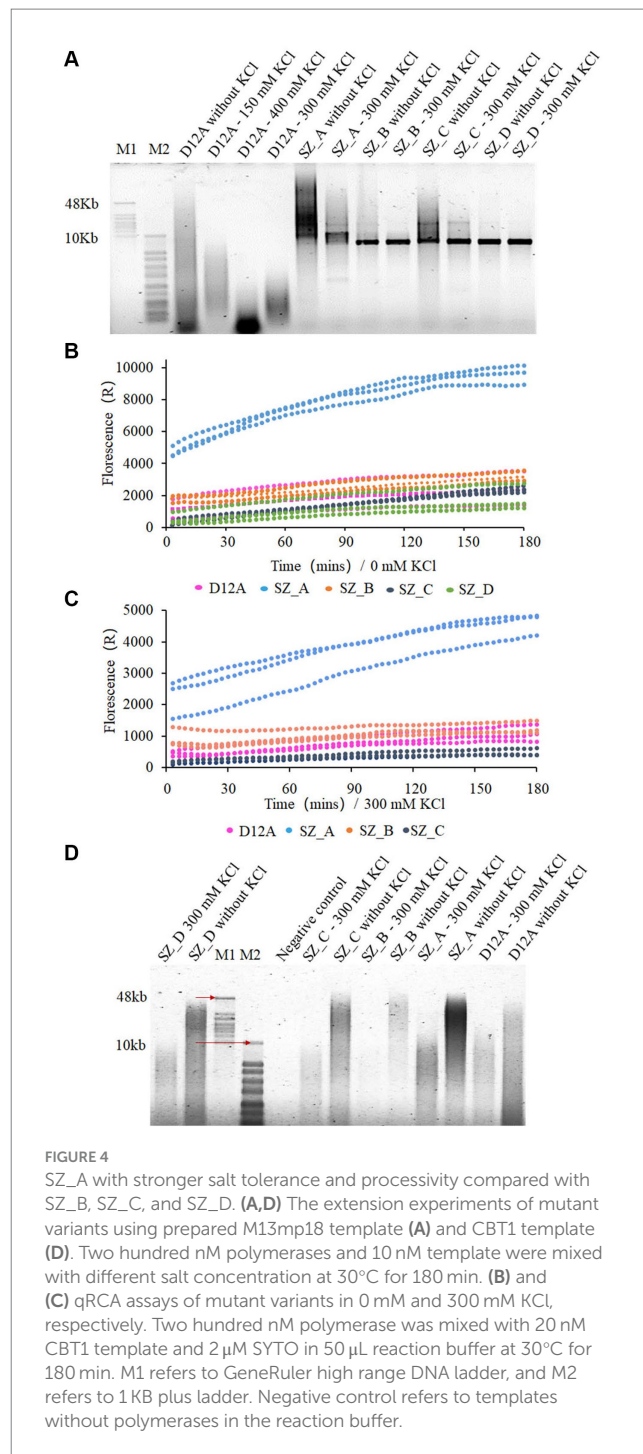 A
D12A without KCl
D12A - 150 mM KCl
D12A - 400 mM KCl
D12A - 300 mM KCl
SZ_A without KCl
SZ_A - 300 mM KCl
SZ_B without KCl
SZ_B - 300 mM KCl
SZ_C without KCl
SZ_C - 300 mM KCl
SZ_D without KCl
SZ_D - 300 mM KCl
M1
M2
48Kb
10Kb
B
Florescence (R)
10000
8000
6000
4000
2000
0
0 30 60 90 120 150 180
Time (mins) / 0 mM KCl
D12A SZ_A SZ_B SZ_C SZ_D
C
Florescence (R)
5000
4000
3000
2000
1000
0
0 30 60 90 120 150 180
Time (mins) / 300 mM KCl
D12A SZ_A SZ_B SZ_C
D
SZ_D 300 mM KCl
SZ_D without KCl
M1 M2
Negative control
SZ_C - 300 mM KCl
SZ_C without KCl
SZ_B - 300 mM KCl
SZ_B without KCl
SZ_A - 300 mM KCl
SZ_A without KCl
D12A - 300 mM KCl
D12A without KCl
48kb
10kb
FIGURE 4
SZ_A with stronger salt tolerance and processivity compared with
SZ_B, SZ_C, and SZ_D. (A,D) The extension experiments of mutant
variants using prepared M13mp18 template (A) and CBT1 template
(D). Two hundred nM polymerases and 10 nM template were mixed
with different salt concentration at 30°C for 180 min. (B) and
(C) qRCA assays of mutant variants in 0 mM and 300 mM KCl,
respectively. Two hundred nM polymerase was mixed with 20 nM
CBT1 template and 2 μM SYTO in 50 μL reaction buffer at 30°C for
180 min. M1 refers to GeneRuler high range DNA ladder, and M2
refers to 1 KB plus ladder. Negative control refers to templates
without polymerases in the reaction buffer.